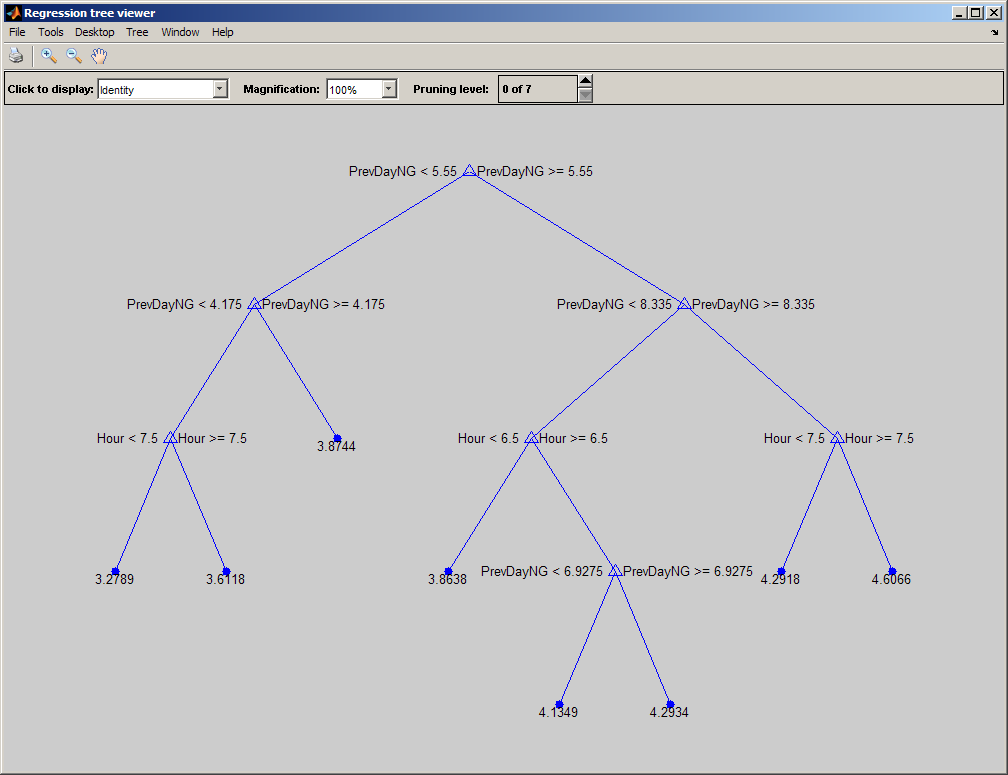 Regression tree viewer
File Tools Desktop Tree Window Help
Click to display: Identity Magnification: 100% Pruning level: 0 of 7
PrevDayNG < 5.55 PrevDayNG >= 5.55
PrevDayNG < 4.175 PrevDayNG >= 4.175 PrevDayNG < 8.335 PrevDayNG >= 8.335
Hour < 7.5 Hour >= 7.5 3.8744 Hour < 6.5 Hour >= 6.5 Hour < 7.5 Hour >= 7.5
3.2789 3.6118 3.8638 PrevDayNG < 6.9275 PrevDayNG >= 6.9275 4.2918 4.6066
4.1349 4.2934